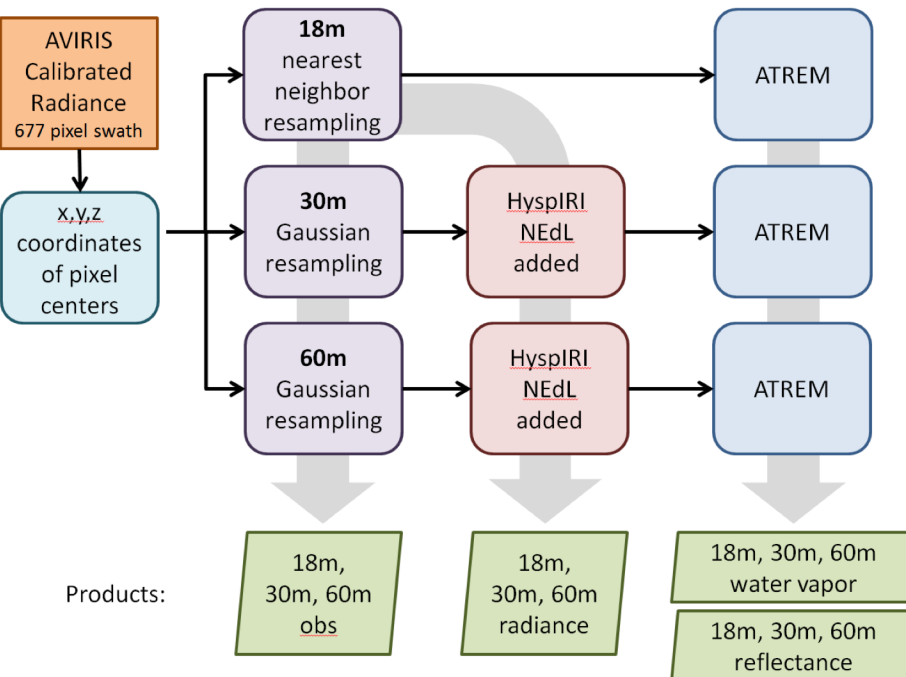 AVIRIS
Calibrated
Radiance
677 pixel swath
x,y,z
coordinates
of pixel
centers
18m
nearest
neighbor
resampling
ATREM
30m
Gaussian
resampling
HyspIRI
NEdL
added
ATREM
60m
Gaussian
resampling
HyspIRI
NEdL
added
ATREM
Products:
18m,
30m, 60m
obs
18m,
30m, 60m
radiance
18m, 30m, 60m
water vapor
18m, 30m, 60m
reflectance